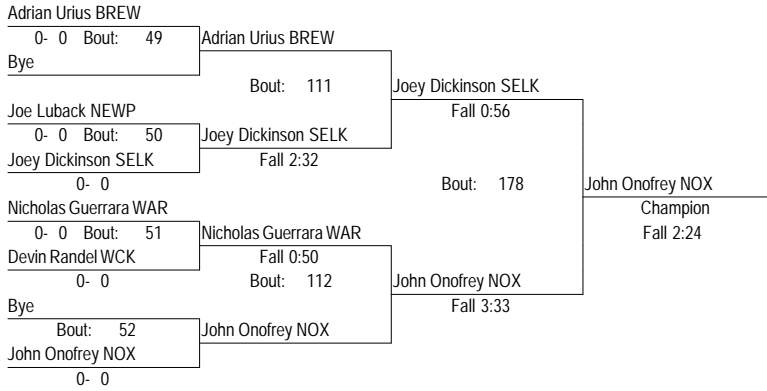 Adrian Urius BREW
0- 0 Bout: 49 Adrian Urius BREW
Bye
Bout: 111 Joey Dickinson SELK
Joe Luback NEWP Fall 0:56
0- 0 Bout: 50 Joey Dickinson SELK
Joey Dickinson SELK Fall 2:32
0- 0 Bout: 178 John Onofrey NOX
Nicholas Guerrara WAR Champion
0- 0 Bout: 51 Nicholas Guerrara WAR Fall 2:24
Devin Randel WCK Fall 0:50
0- 0 Bout: 112 John Onofrey NOX
Bye Fall 3:33
Bout: 52 John Onofrey NOX
John Onofrey NOX
0- 0